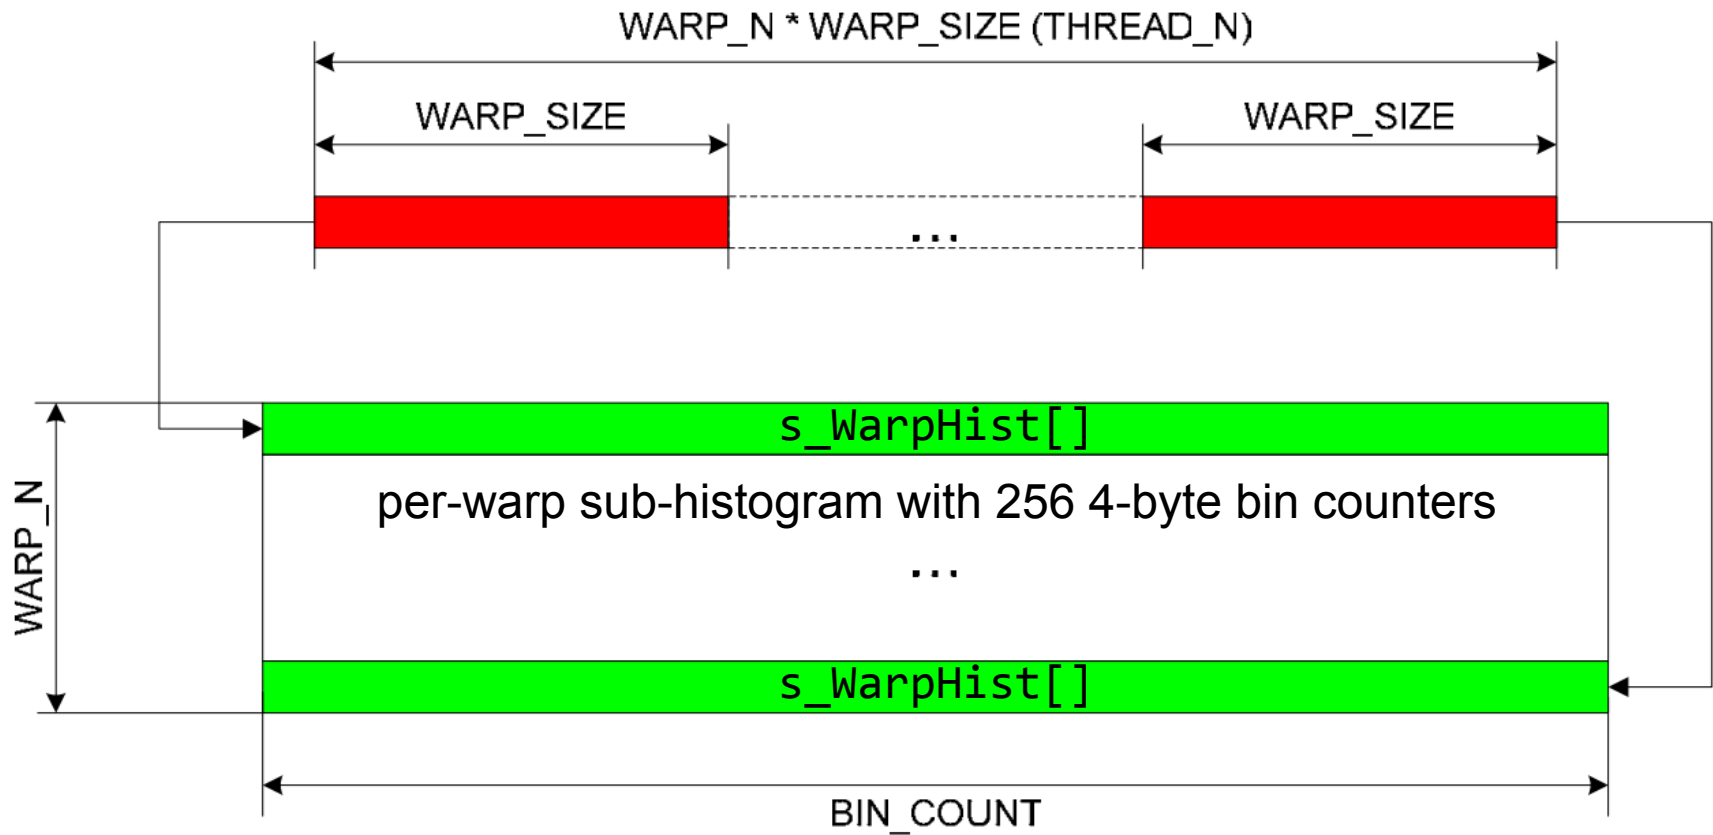 WARP_N * WARP_SIZE (THREAD_N)
WARP_SIZE
WARP_SIZE
...
s_WarpHist[]
per-warp sub-histogram with 256 4-byte bin counters
...
WARP_N
s_WarpHist[]
BIN_COUNT